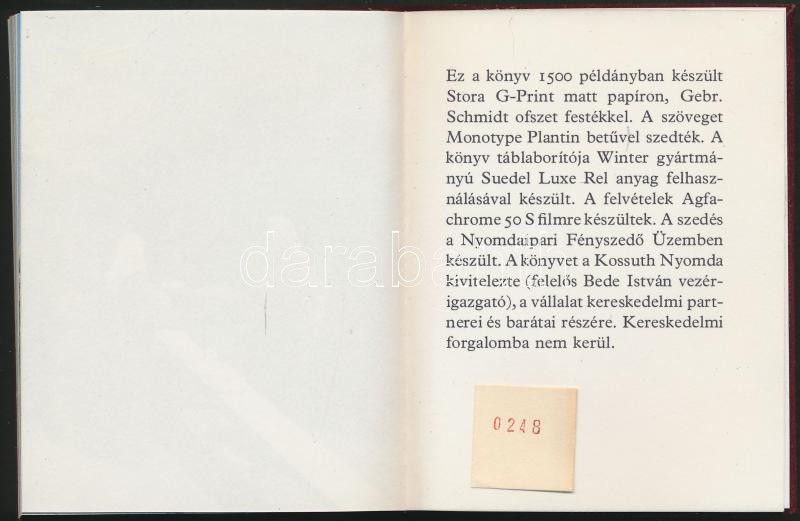 Ez a könyv 1500 példányban készült
Stora G-Print matt papíron, Gebr.
Schmidt ofszet festékkel. A szöveget
Monotype Plantin betűvel szedték. A
könyv táblaborítója Winter gyártmá-
nyú Suedel Luxe Rel anyag felhasz-
nálásával készült. A felvételek Agfa-
chrome 50 S filmre készültek. A szedés
a Nyomdaipari Fényszedő Üzemben
készült. A könyvet a Kossuth Nyomda
kivitelezte (felelős Bede István vezér-
igazgató), a vállalat kereskedelmi part-
nerei és barátai részére. Kereskedelmi
forgalomba nem kerül.
0248